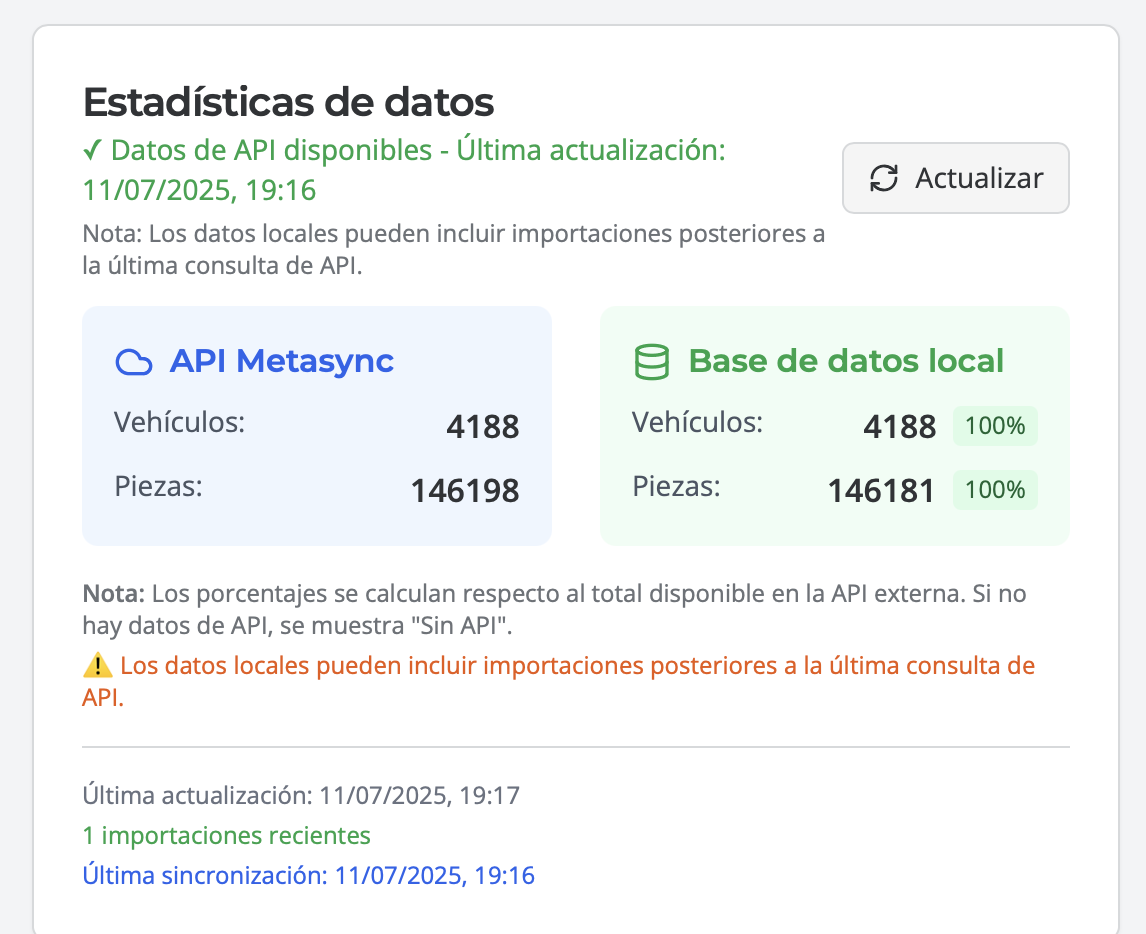 Estadísticas de datos
✓ Datos de API disponibles - Última actualización:
11/07/2025, 19:16
Actualizar
Nota: Los datos locales pueden incluir importaciones posteriores a
la última consulta de API.
API Metasync
Vehículos: 4188
Piezas: 146198
Base de datos local
Vehículos: 4188 100%
Piezas: 146181 100%
Nota: Los porcentajes se calculan respecto al total disponible en la API externa. Si no
hay datos de API, se muestra "Sin API".
⚠️ Los datos locales pueden incluir importaciones posteriores a la última consulta de
API.
Última actualización: 11/07/2025, 19:17
1 importaciones recientes
Última sincronización: 11/07/2025, 19:16